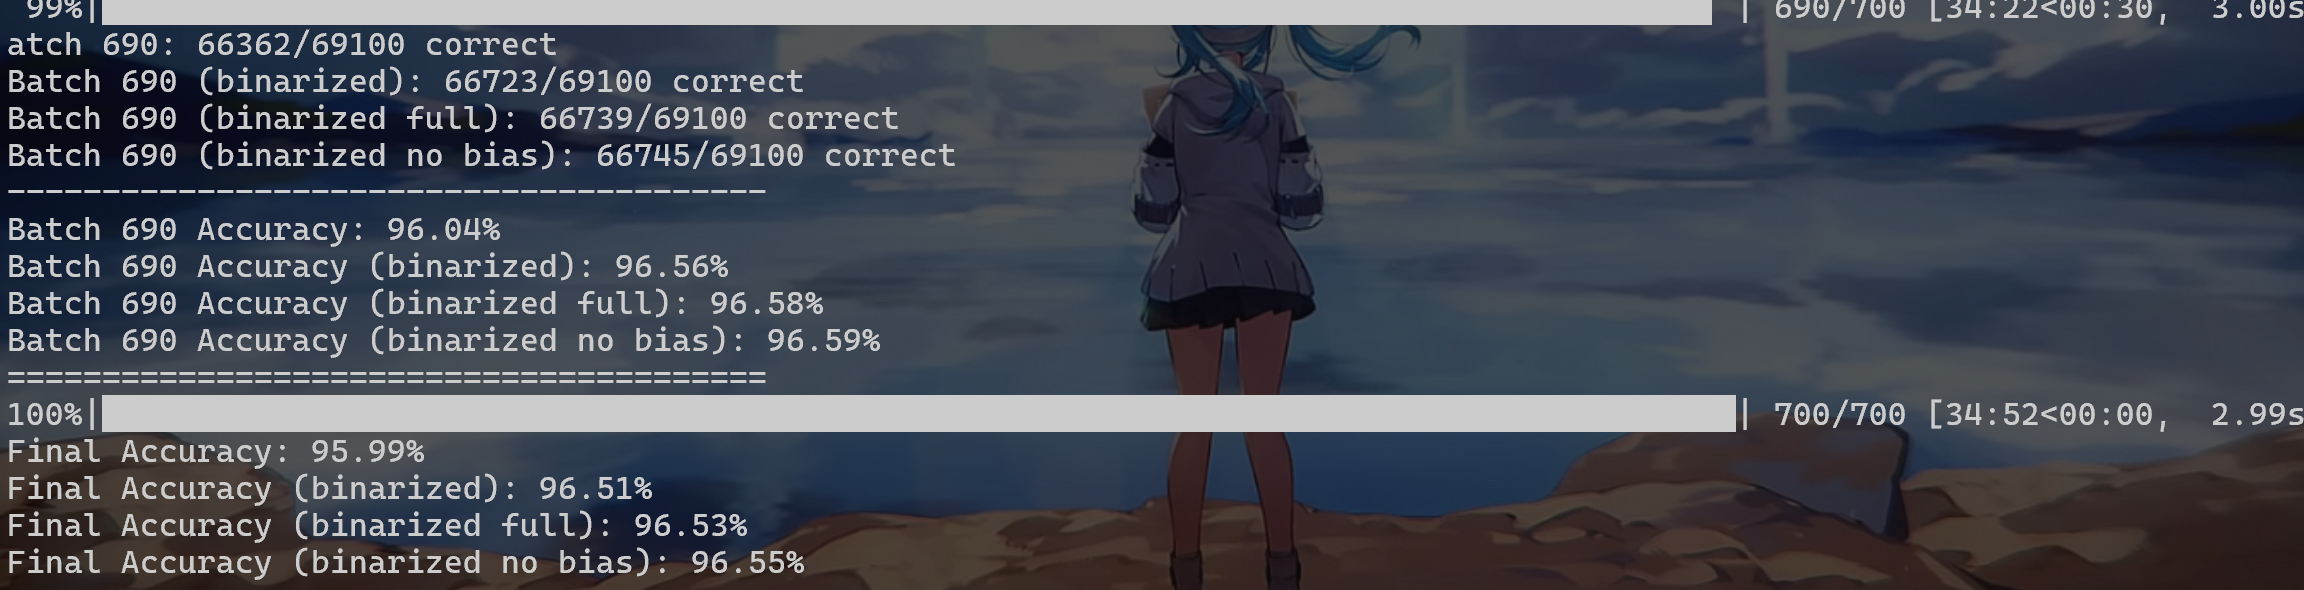 99%| | 690/700 [34:22<00:30, 3.00s
atch 690: 66362/69100 correct
Batch 690 (binarized): 66723/69100 correct
Batch 690 (binarized full): 66739/69100 correct
Batch 690 (binarized no bias): 66745/69100 correct
----------------------------------------
Batch 690 Accuracy: 96.04%
Batch 690 Accuracy (binarized): 96.56%
Batch 690 Accuracy (binarized full): 96.58%
Batch 690 Accuracy (binarized no bias): 96.59%
========================================
100%| | 700/700 [34:52<00:00, 2.99s
Final Accuracy: 95.99%
Final Accuracy (binarized): 96.51%
Final Accuracy (binarized full): 96.53%
Final Accuracy (binarized no bias): 96.55%